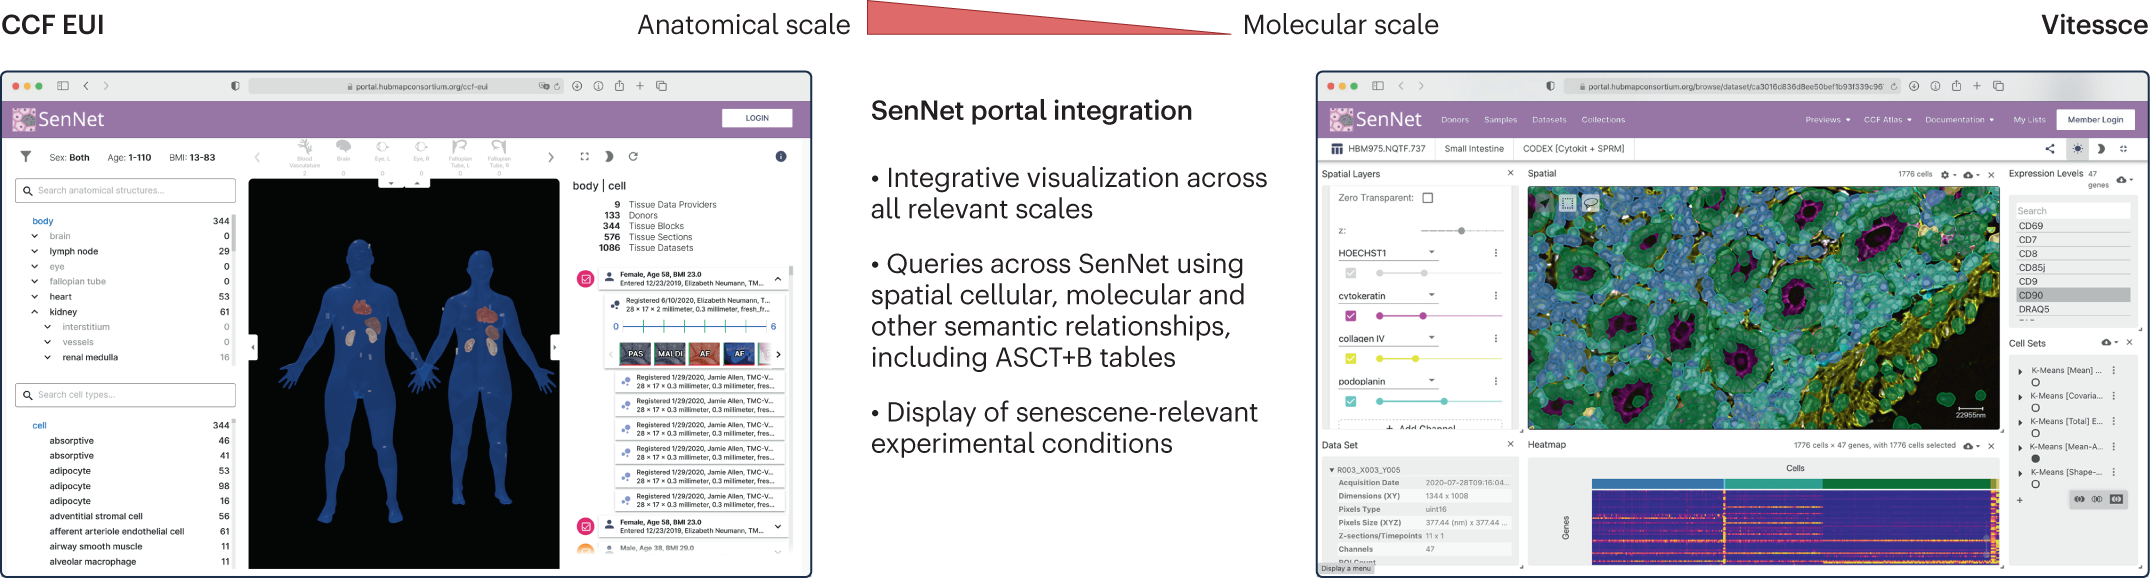 CCF EUI
Anatomical scale
Molecular scale
Vitessce
portal.hubmapconsortium.org/ccf-eui
SenNet
LOGIN
Sex: Both Age: 1-110 BMI: 13-83
Blood Vasculature
2
Brain
0
Eye, L
0
Eye, R
0
Fallopian Tube, L
0
Fallopian Tube, R
0
Search anatomical structures...
body 344
brain 0
lymph node 29
eye 0
fallopian tube 0
heart 53
kidney 61
interstitium 0
vessels 0
renal medulla 16
Search cell types...
cell 344
absorptive 46
absorptive 41
adipocyte 53
adipocyte 98
adipocyte 16
adventitial stromal cell 56
afferent arteriole endothelial cell 61
airway smooth muscle 11
alveolar macrophage 11
body | cell
9 Tissue Data Providers
133 Donors
344 Tissue Blocks
576 Tissue Sections
1086 Tissue Datasets
Female, Age 58, BMI 23.0
Entered 12/23/2019, Elizabeth Neumann, TM...
Registered 6/10/2020, Elizabeth Neumann, T...
28 × 17 × 2 millimeter, 0.3 millimeter, fresh_fr...
0 6
PAS MALDI AF AF
Registered 1/29/2020, Jamie Allen, TMC-V...
28 × 17 × 0.3 millimeter, 0.3 millimeter, fres...
Registered 1/29/2020, Jamie Allen, TMC-V...
28 × 17 × 0.3 millimeter, 0.3 millimeter, fres...
Registered 1/29/2020, Jamie Allen, TMC-V...
28 × 17 × 0.3 millimeter, 0.3 millimeter, fres...
Registered 1/29/2020, Jamie Allen, TMC-V...
28 × 17 × 0.3 millimeter, 0.3 millimeter, fres...
Registered 1/29/2020, Jamie Allen, TMC-V...
28 × 17 × 0.3 millimeter, 0.3 millimeter, fres...
Registered 1/29/2020, Jamie Allen, TMC-V...
28 × 17 × 0.3 millimeter, 0.3 millimeter, fres...
Female, Age 58, BMI 23.0
Entered 12/23/2019, Elizabeth Neumann, TM...
Male, Age 38, BMI 29.0
SenNet portal integration
• Integrative visualization across
all relevant scales
• Queries across SenNet using
spatial cellular, molecular and
other semantic relationships,
including ASCT+B tables
• Display of senescene-relevant
experimental conditions
portal.hubmapconsortium.org/browse/dataset/ca3016d836d8ee50bef1b93f339c96
SenNet Donors Samples Datasets Collections Previews CCF Atlas Documentation My Lists Member Login
HBM975.NQTF.737 Small Intestine CODEX [Cytokit + SPRM]
Spatial Layers
Zero Transparent:
z:
HOECHST1
cytokeratin
collagen IV
podoplanin
+ Add Channel
Data Set
R003_X003_Y005
Acquisition Date 2020-07-28T09:16:04...
Dimensions (XY) 1344 x 1008
Pixels Type uint16
Pixels Size (XYZ) 377.44 (nm) x 377.44 ...
Z-sections/Timepoints 11 x 1
Channels 47
Display a menu
Spatial 1776 cells
22955nm
Heatmap 1776 cells × 47 genes, with 1776 cells selected
Cells
Genes
Expression Levels 47 genes
Search
CD69
CD7
CD8
CD85j
CD9
CD90
DRAQ5
Cell Sets
K-Means [Mean] ...
K-Means [Covaria...
K-Means [Total] E...
K-Means [Mean-A...
K-Means [Shape-...
+